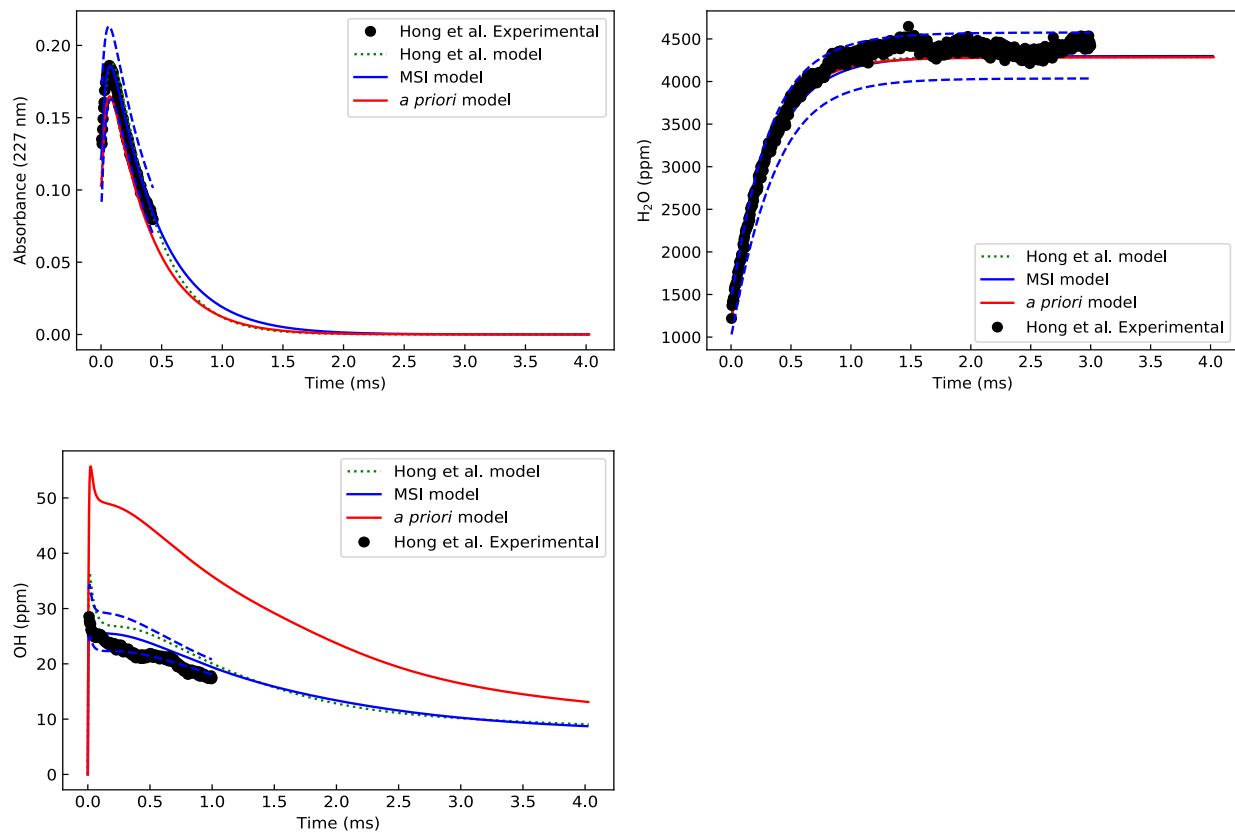 0.20
0.15
0.10
0.05
0.00
Absorbance (227 nm)
0.0 0.5 1.0 1.5 2.0 2.5 3.0 3.5 4.0
Time (ms)
Hong et al. Experimental
Hong et al. model
MSI model
a priori model
4500
4000
3500
3000
2500
2000
1500
1000
H₂O (ppm)
0.0 0.5 1.0 1.5 2.0 2.5 3.0 3.5 4.0
Time (ms)
Hong et al. model
MSI model
a priori model
Hong et al. Experimental
50
40
30
20
10
0
OH (ppm)
0.0 0.5 1.0 1.5 2.0 2.5 3.0 3.5 4.0
Time (ms)
Hong et al. model
MSI model
a priori model
Hong et al. Experimental